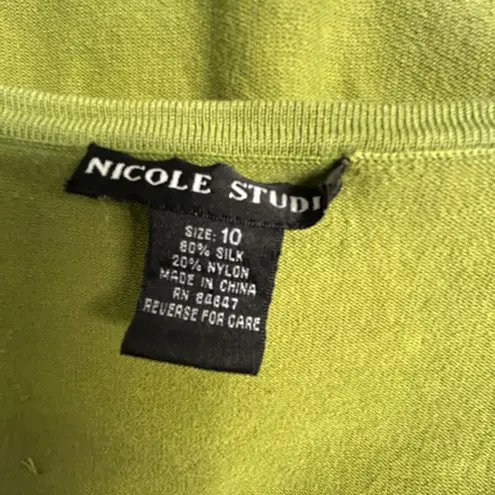 NICOLE STUDI
SIZE: 10
80% SILK
20% NYLON
MADE IN CHINA
RN 84647
REVERSE FOR CARE